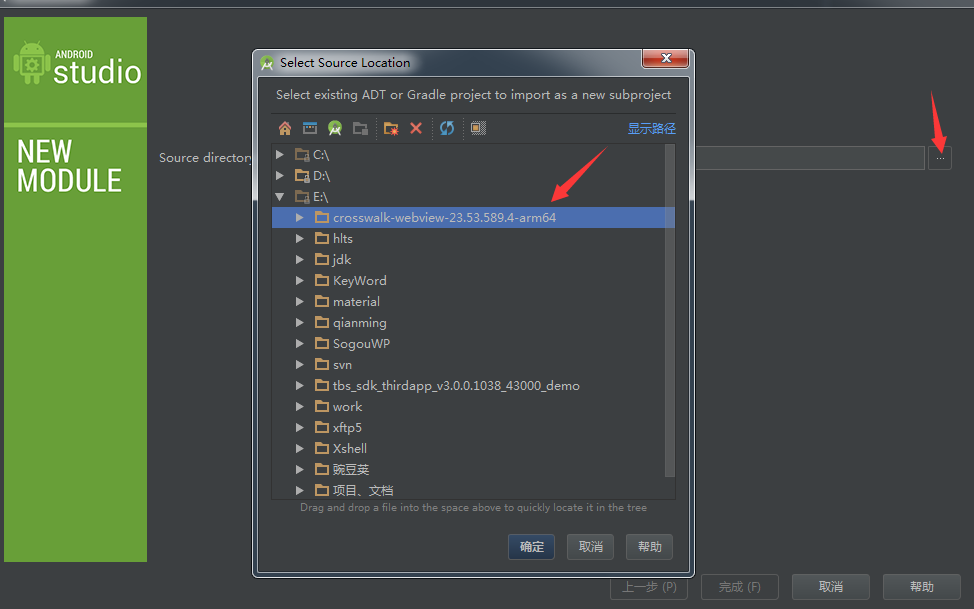 ANDROID
studio
NEW
MODULE
Source directory
Select Source Location
Select existing ADT or Gradle project to import as a new subproject
显示路径
C:\
D:\
E:\
crosswalk-webview-23.53.589.4-arm64
hlts
jdk
KeyWord
material
qianming
SogouWP
svn
tbs_sdk_thirdapp_v3.0.0.1038_43000_demo
work
xftp5
Xshell
豌豆荚
项目、文档
Drag and drop a file into the space above to quickly locate it in the tree
确定 取消 帮助
...
上一步 (P) 完成 (F) 取消 帮助